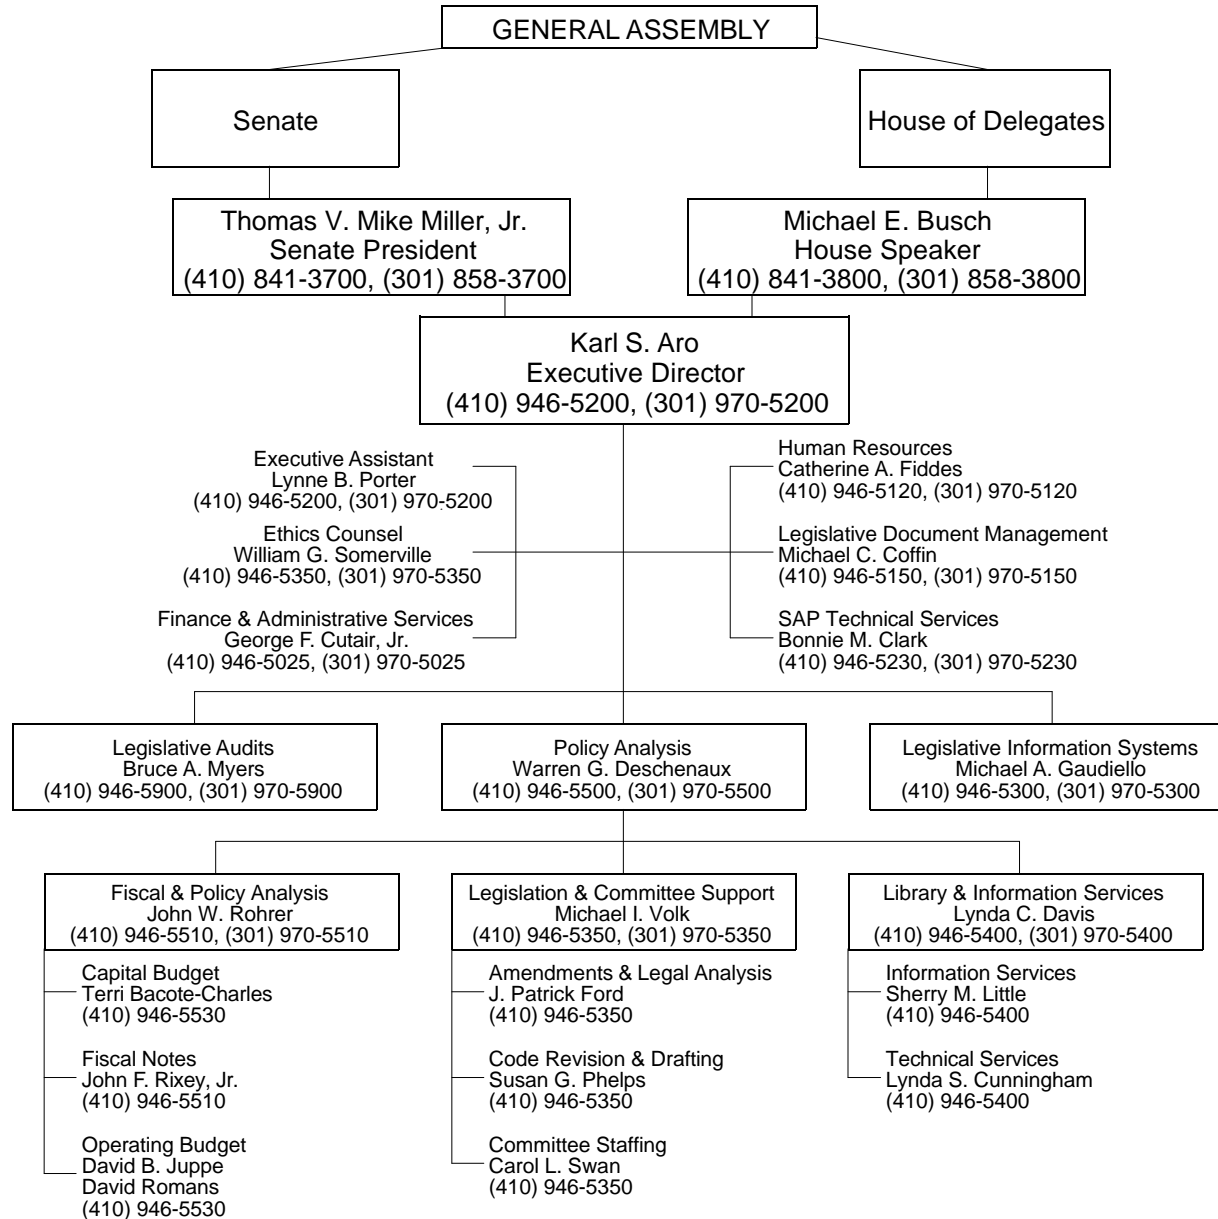 GENERAL ASSEMBLY
Senate
House of Delegates
Thomas V. Mike Miller, Jr.
Senate President
(410) 841-3700, (301) 858-3700
Michael E. Busch
House Speaker
(410) 841-3800, (301) 858-3800
Karl S. Aro
Executive Director
(410) 946-5200, (301) 970-5200
Executive Assistant
Lynne B. Porter
(410) 946-5200, (301) 970-5200
Ethics Counsel
William G. Somerville
(410) 946-5350, (301) 970-5350
Finance & Administrative Services
George F. Cutair, Jr.
(410) 946-5025, (301) 970-5025
Human Resources
Catherine A. Fiddes
(410) 946-5120, (301) 970-5120
Legislative Document Management
Michael C. Coffin
(410) 946-5150, (301) 970-5150
SAP Technical Services
Bonnie M. Clark
(410) 946-5230, (301) 970-5230
Legislative Audits
Bruce A. Myers
(410) 946-5900, (301) 970-5900
Policy Analysis
Warren G. Deschenaux
(410) 946-5500, (301) 970-5500
Legislative Information Systems
Michael A. Gaudiello
(410) 946-5300, (301) 970-5300
Fiscal & Policy Analysis
John W. Rohrer
(410) 946-5510, (301) 970-5510
Capital Budget
Terri Bacote-Charles
(410) 946-5530
Fiscal Notes
John F. Rixey, Jr.
(410) 946-5510
Operating Budget
David B. Juppe
David Romans
(410) 946-5530
Legislation & Committee Support
Michael I. Volk
(410) 946-5350, (301) 970-5350
Amendments & Legal Analysis
J. Patrick Ford
(410) 946-5350
Code Revision & Drafting
Susan G. Phelps
(410) 946-5350
Committee Staffing
Carol L. Swan
(410) 946-5350
Library & Information Services
Lynda C. Davis
(410) 946-5400, (301) 970-5400
Information Services
Sherry M. Little
(410) 946-5400
Technical Services
Lynda S. Cunningham
(410) 946-5400